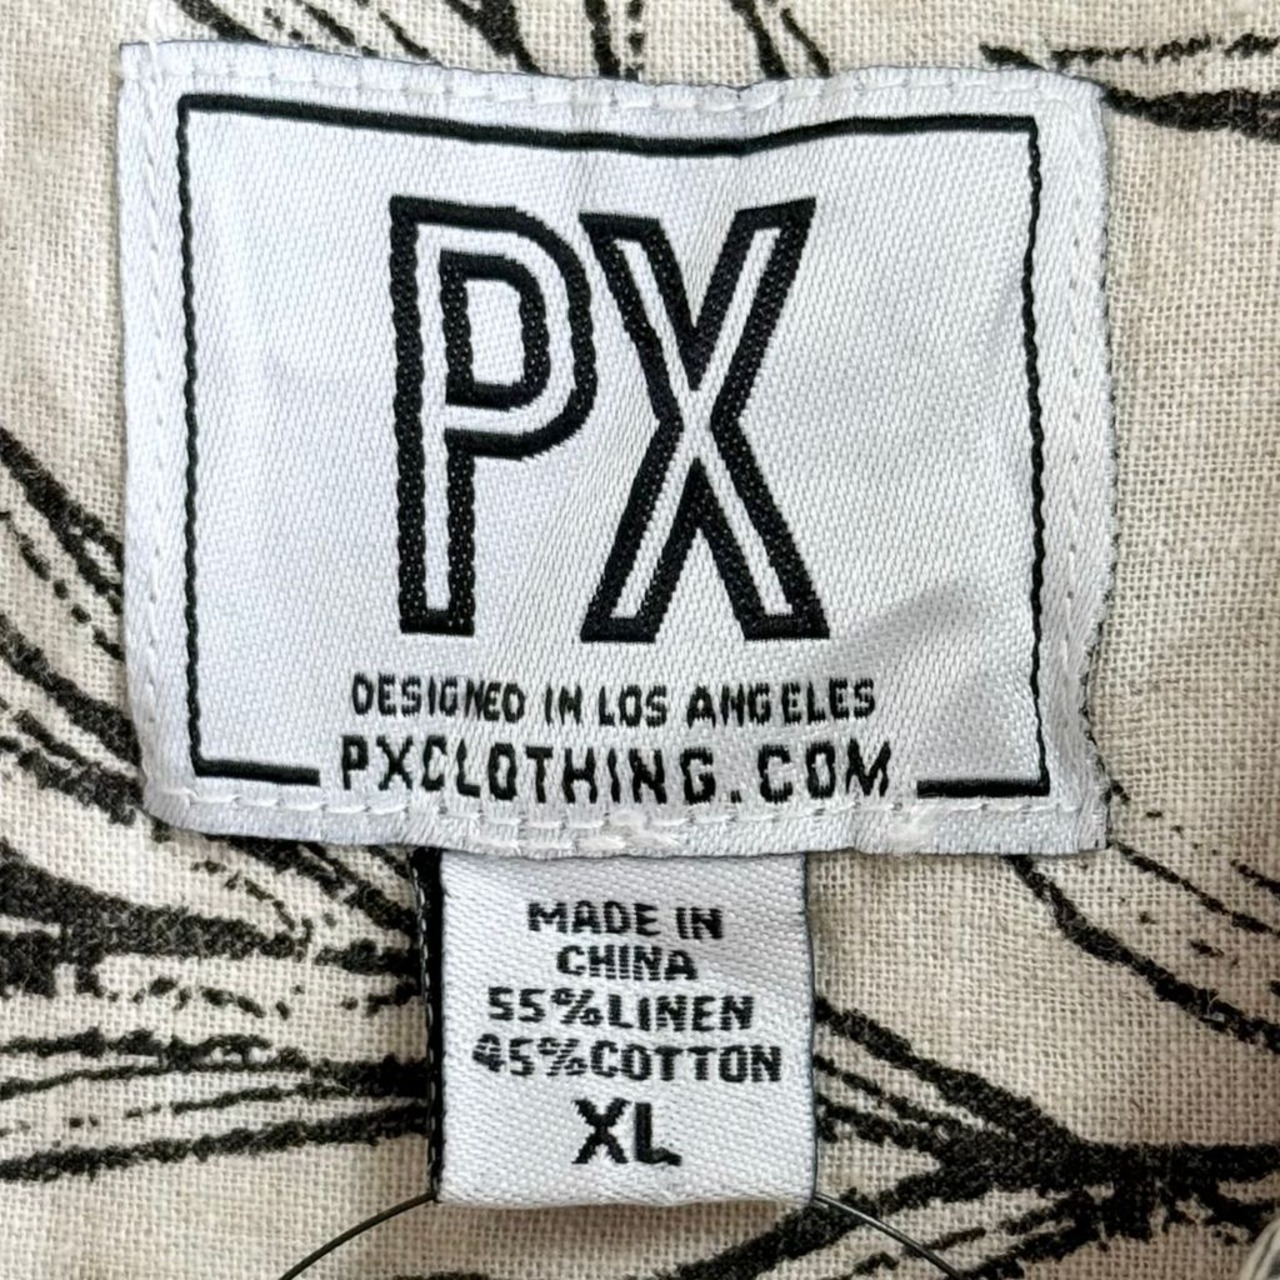 PX
DESIGNED IN LOS ANGELES
PXCLOTHING.COM
MADE IN
CHINA
55%LINEN
45%COTTON
XL